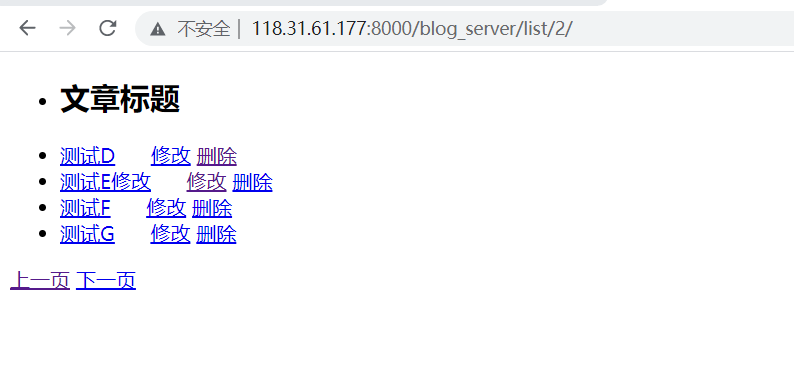 不安全 | 118.31.61.177:8000/blog_server/list/2/
文章标题
测试D 修改 删除
测试E修改 修改 删除
测试F 修改 删除
测试G 修改 删除
上一页 下一页